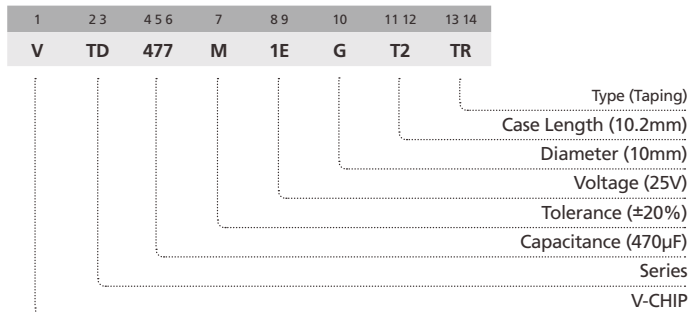 1 2 3 4 5 6 7 8 9 10 11 12 13 14
V TD 477 M 1E G T2 TR
Type (Taping)
Case Length (10.2mm)
Diameter (10mm)
Voltage (25V)
Tolerance (±20%)
Capacitance (470µF)
Series
V-CHIP